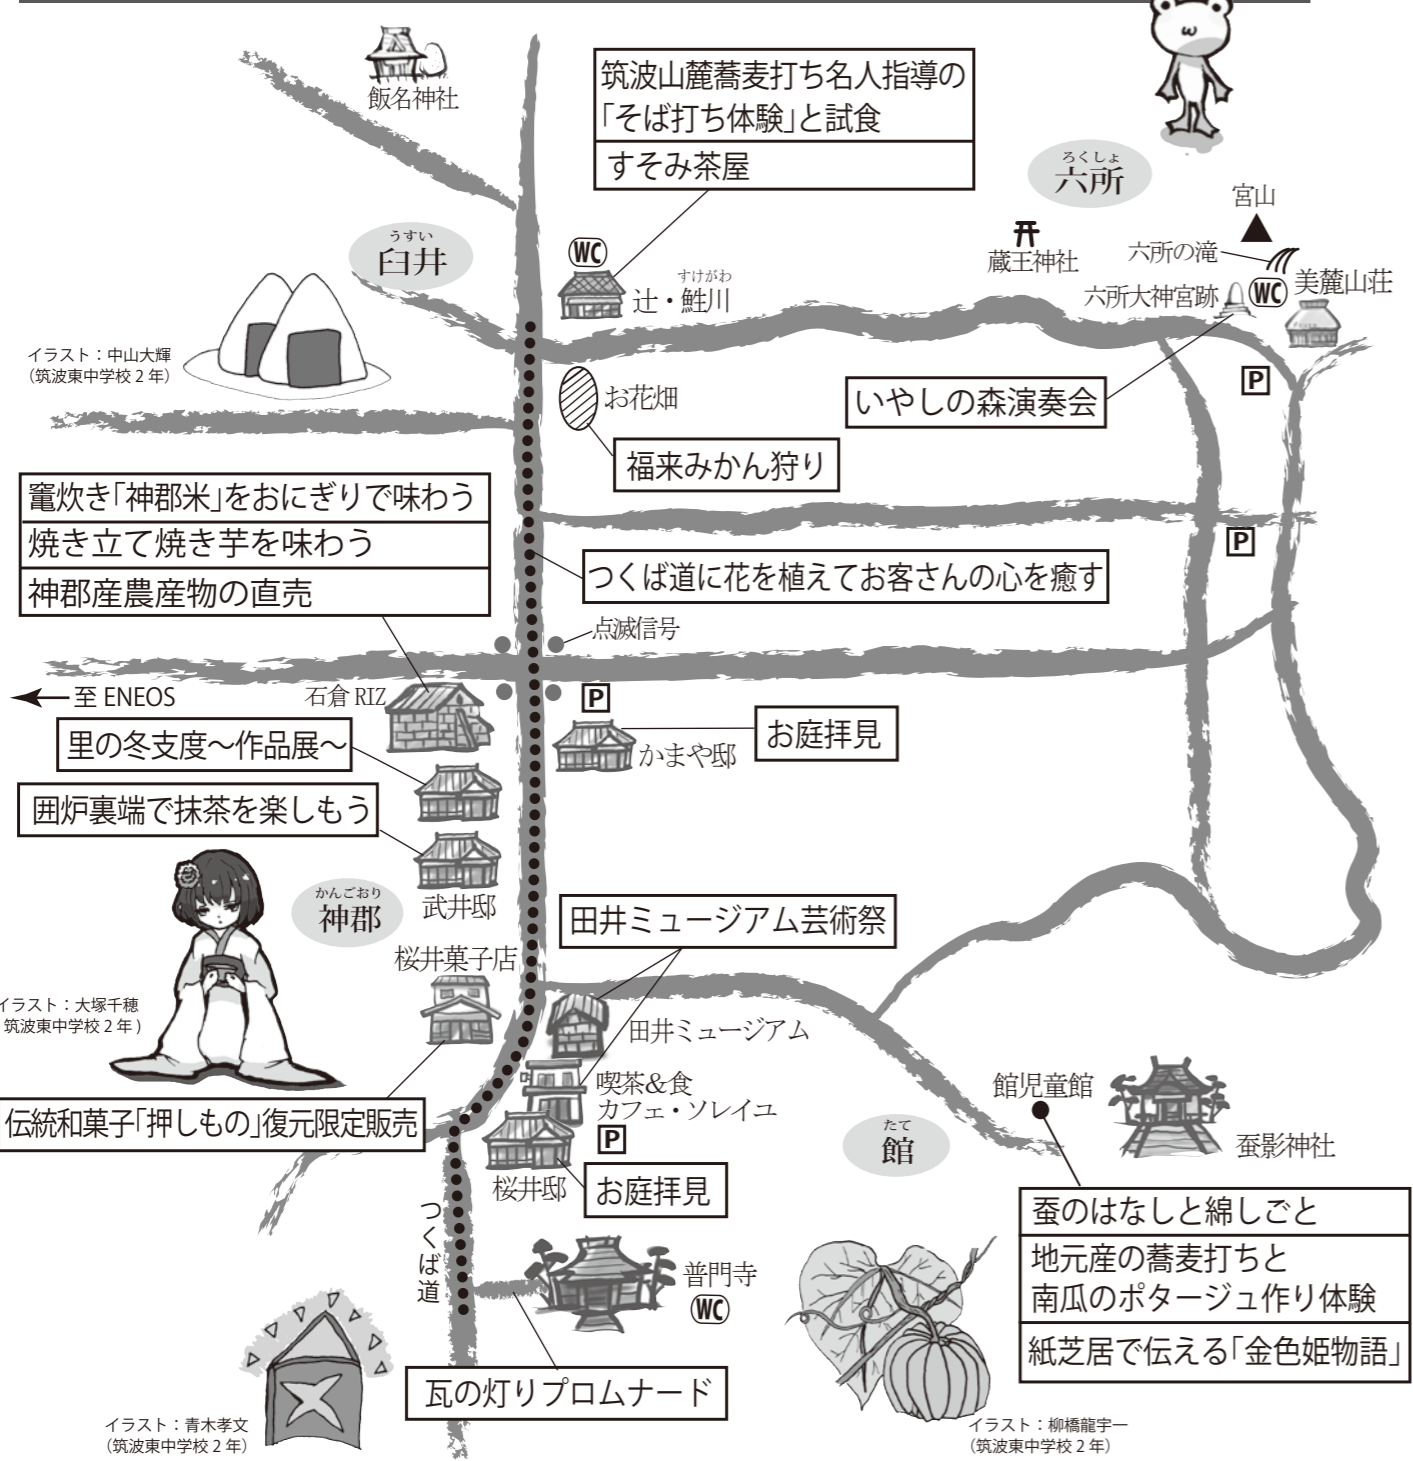 飯名神社
筑波山麓蕎麦打ち名人指導の
「そば打ち体験」と試食
すそみ茶屋
ろくしょ
六所
宮山
蔵王神社
六所の滝
六所大神宮跡
WC
美麓山荘
うすい
臼井
WC
すけがわ
辻・鮏川
イラスト：中山大輝
（筑波東中学校2年）
お花畑
P
いやしの森演奏会
福来みかん狩り
竈炊き「神郡米」をおにぎりで味わう
焼き立て焼き芋を味わう
神郡産農産物の直売
P
つくば道に花を植えてお客さんの心を癒す
点滅信号
至 ENEOS
石倉 RIZ
P
かまや邸
お庭拝見
里の冬支度～作品展～
囲炉裏端で抹茶を楽しもう
かんごおり
神郡
武井邸
田井ミュージアム芸術祭
桜井菓子店
イラスト：大塚千穂
筑波東中学校2年）
田井ミュージアム
喫茶&食
カフェ・ソレイユ
P
伝統和菓子「押しもの」復元限定販売
桜井邸
お庭拝見
たて
館
館児童館
蚕影神社
蚕のはなしと綿しごと
地元産の蕎麦打ちと
南瓜のポタージュ作り体験
紙芝居で伝える「金色姫物語」
つくば道
普門寺
WC
瓦の灯りプロムナード
イラスト：青木孝文
（筑波東中学校2年）
イラスト：柳橋龍宇一
（筑波東中学校2年）